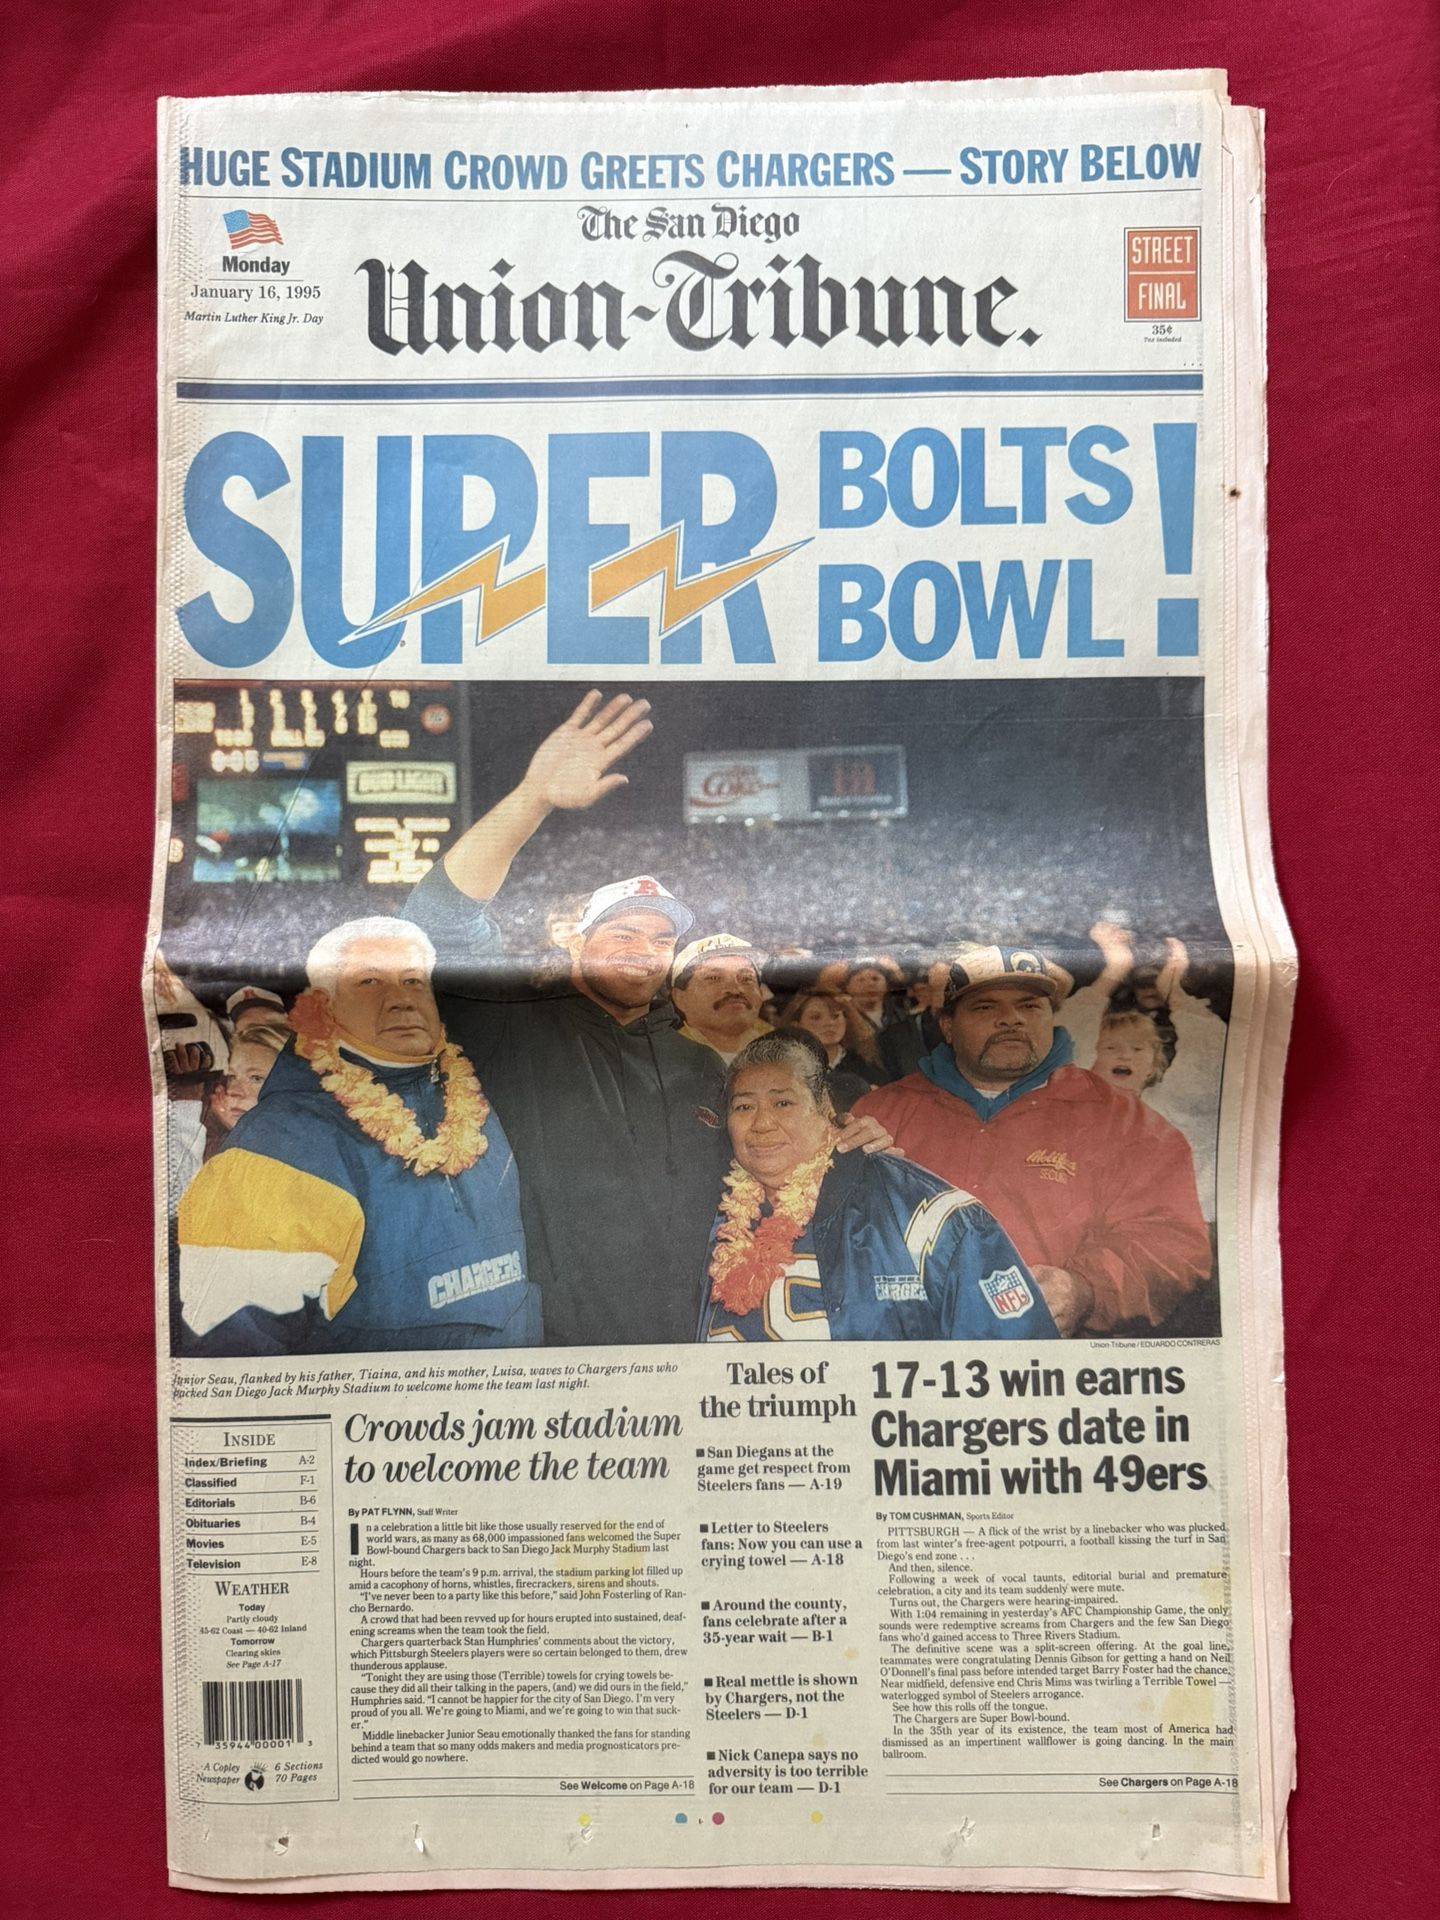 HUGE STADIUM CROWD GREETS CHARGERS — STORY BELOW
Monday
January 16, 1995
Martin Luther King Jr. Day
The San Diego
Union-Tribune.
STREET
FINAL
35¢
Tax included
SUPER BOLTS
BOWL!
BUD LIGHT
Coke
A
CHARGERS
CHARGERS
NFL
SECURITY
Union-Tribune / EDUARDO CONTRERAS
Junior Seau, flanked by his father, Tiaina, and his mother, Luisa, waves to Chargers fans who
packed San Diego Jack Murphy Stadium to welcome home the team last night.
INSIDE
Index/Briefing A-2
Classified F-1
Editorials B-6
Obituaries B-4
Movies E-5
Television E-8
WEATHER
Today
Partly cloudy
45-62 Coast — 40-62 Inland
Tomorrow
Clearing skies
See Page A-17
7 35944 00001 3
A Copley
Newspaper
6 Sections
70 Pages
Crowds jam stadium
to welcome the team
By PAT FLYNN, Staff Writer
In a celebration a little bit like those usually reserved for the end of
world wars, as many as 68,000 impassioned fans welcomed the Super
Bowl-bound Chargers back to San Diego Jack Murphy Stadium last
night.
Hours before the team's 9 p.m. arrival, the stadium parking lot filled up
amid a cacophony of horns, whistles, firecrackers, sirens and shouts.
"I've never been to a party like this before," said John Fosterling of Ran-
cho Bernardo.
A crowd that had been revved up for hours erupted into sustained, deaf-
ening screams when the team took the field.
Chargers quarterback Stan Humphries' comments about the victory,
which Pittsburgh Steelers players were so certain belonged to them, drew
thunderous applause.
"Tonight they are using those (Terrible) towels for crying towels be-
cause they did all their talking in the papers, (and) we did ours in the field,"
Humphries said. "I cannot be happier for the city of San Diego. I'm very
proud of you all. We're going to Miami, and we're going to win that suck-
er."
Middle linebacker Junior Seau emotionally thanked the fans for standing
behind a team that so many odds makers and media prognosticators pre-
dicted would go nowhere.
See Welcome on Page A-18
Tales of
the triumph
■ San Diegans at the
game get respect from
Steelers fans — A-19
■ Letter to Steelers
fans: Now you can use a
crying towel — A-18
■ Around the county,
fans celebrate after a
35-year wait — B-1
■ Real mettle is shown
by Chargers, not the
Steelers — D-1
■ Nick Canepa says no
adversity is too terrible
for our team — D-1
17-13 win earns
Chargers date in
Miami with 49ers
By TOM CUSHMAN, Sports Editor
PITTSBURGH — A flick of the wrist by a linebacker who was plucked
from last winter's free-agent potpourri, a football kissing the turf in San
Diego's end zone . . .
And then, silence.
Following a week of vocal taunts, editorial burial and premature
celebration, a city and its team suddenly were mute.
Turns out, the Chargers were hearing-impaired.
With 1:04 remaining in yesterday's AFC Championship Game, the only
sounds were redemptive screams from Chargers and the few San Diego
fans who'd gained access to Three Rivers Stadium.
The definitive scene was a split-screen offering. At the goal line,
teammates were congratulating Dennis Gibson for getting a hand on Neil
O'Donnell's final pass before intended target Barry Foster had the chance.
Near midfield, defensive end Chris Mims was twirling a Terrible Towel —
waterlogged symbol of Steelers arrogance.
See how this rolls off the tongue.
The Chargers are Super Bowl-bound.
In the 35th year of its existence, the team most of America had
dismissed as an impertinent wallflower is going dancing. In the main
ballroom.
See Chargers on Page A-18